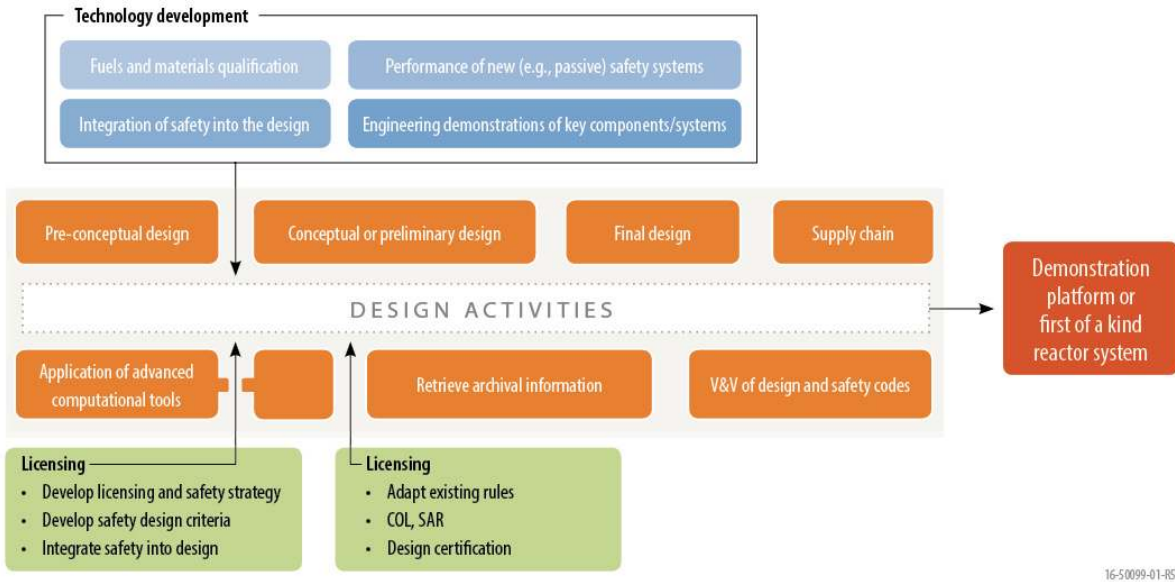 Technology development
Fuels and materials qualification
Performance of new (e.g., passive) safety systems
Integration of safety into the design
Engineering demonstrations of key components/systems
Pre-conceptual design
Conceptual or preliminary design
Final design
Supply chain
DESIGN ACTIVITIES
Demonstration
platform or
first of a kind
reactor system
Application of advanced
computational tools
Retrieve archival information
V&V of design and safety codes
Licensing
• Develop licensing and safety strategy
• Develop safety design criteria
• Integrate safety into design
Licensing
• Adapt existing rules
• COL, SAR
• Design certification